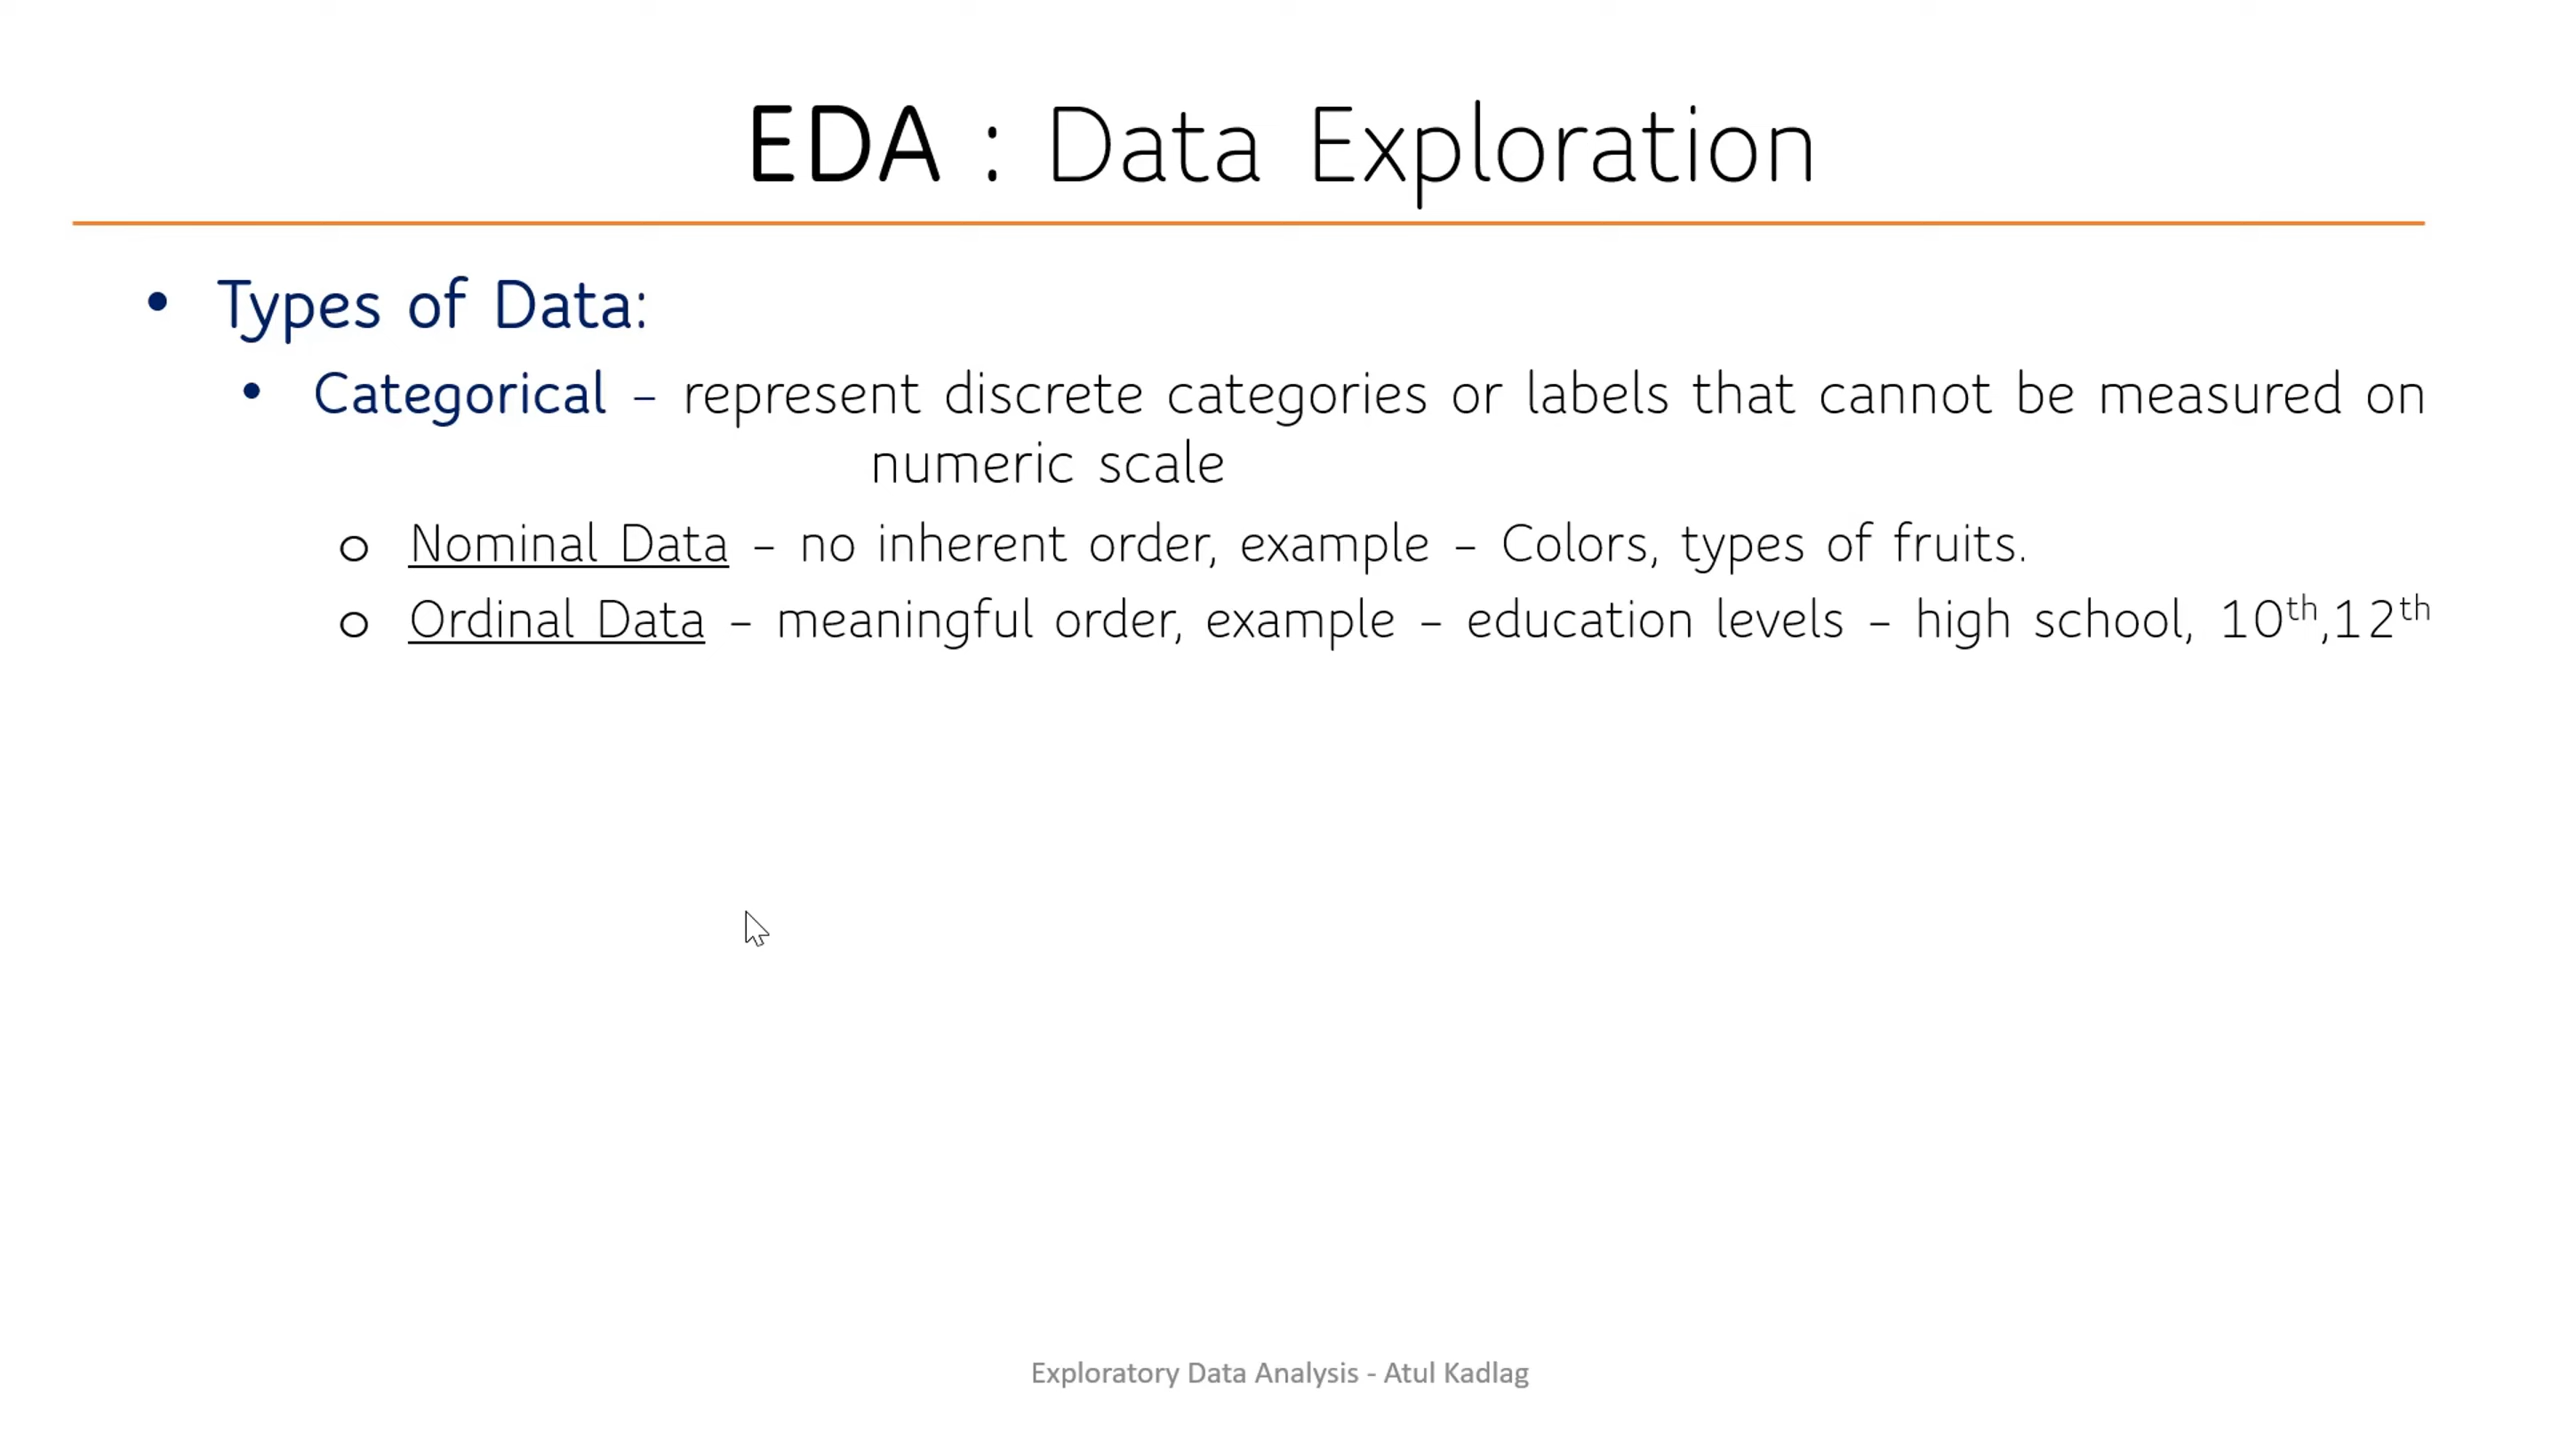 EDA : Data Exploration
• Types of Data:
• Categorical – represent discrete categories or labels that cannot be measured on
numeric scale
o Nominal Data – no inherent order, example – Colors, types of fruits.
o Ordinal Data – meaningful order, example – education levels – high school, 10th,12th
Exploratory Data Analysis - Atul Kadlag